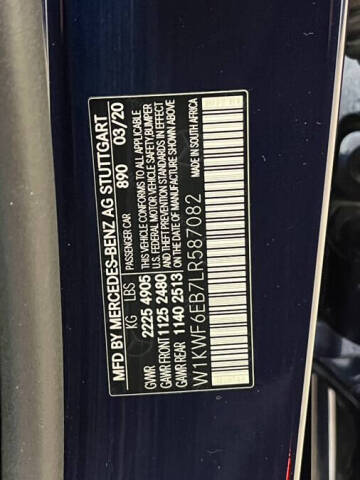 MFD BY MERCEDES-BENZ AG STUTTGART
PASSENGER CAR 890 03/20
KG LBS
GVWR 2225 4905
GAWR FRONT 1125 2480
GAWR REAR 1140 2513
THIS VEHICLE CONFORMS TO ALL APPLICABLE
U.S. FEDERAL MOTOR VEHICLE SAFETY, BUMPER
AND THEFT PREVENTION STANDARDS IN EFFECT
ON THE DATE OF MANUFACTURE SHOWN ABOVE
W1KWF6EB7LR587082
MADE IN SOUTH AFRICA